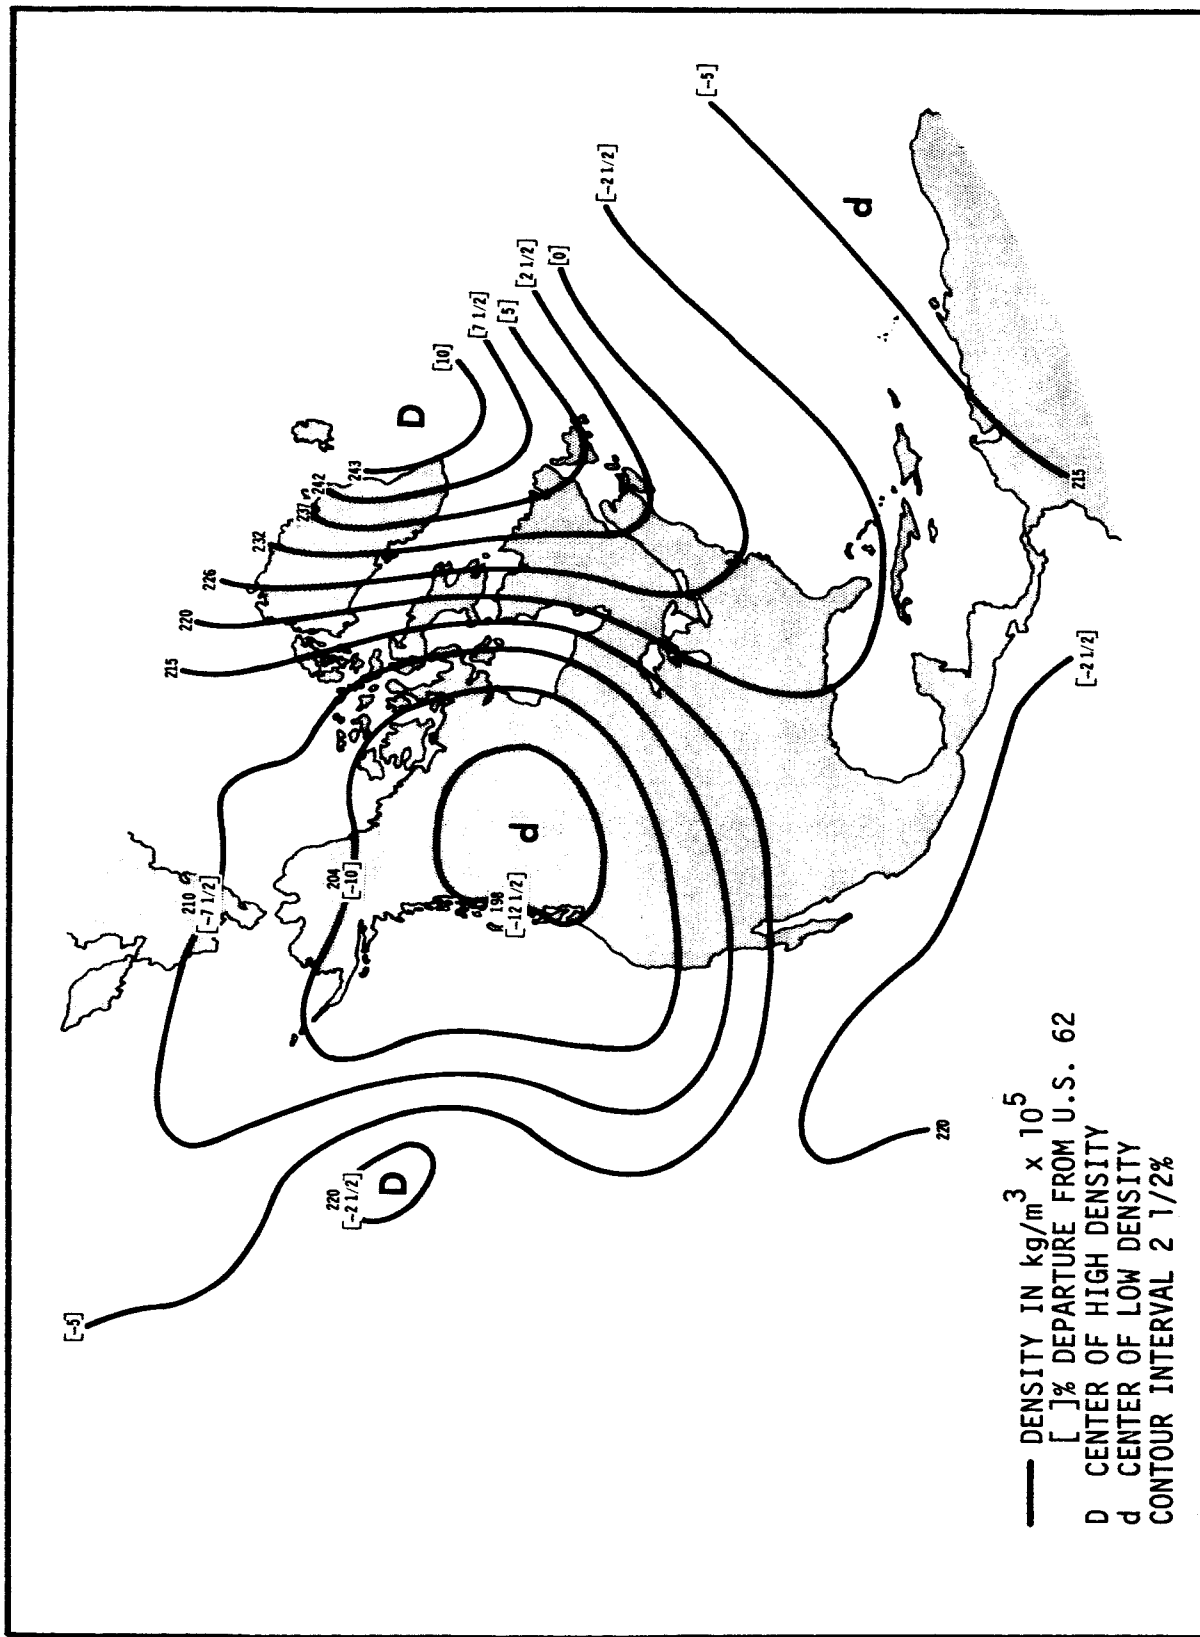 [-5]
[-2 1/2]
d
[0]
[2 1/2]
[5]
[7 1/2]
[10]
D
243
242
237
232
226
220
215
215
[-2 1/2]
210
[-7 1/2]
204
[-10]
d
198
[-12 1/2]
220
220
[-2 1/2]
D
[-5]
DENSITY IN kg/m³ x 10⁵
[ ]% DEPARTURE FROM U.S. 62
D CENTER OF HIGH DENSITY
d CENTER OF LOW DENSITY
CONTOUR INTERVAL 2 1/2%